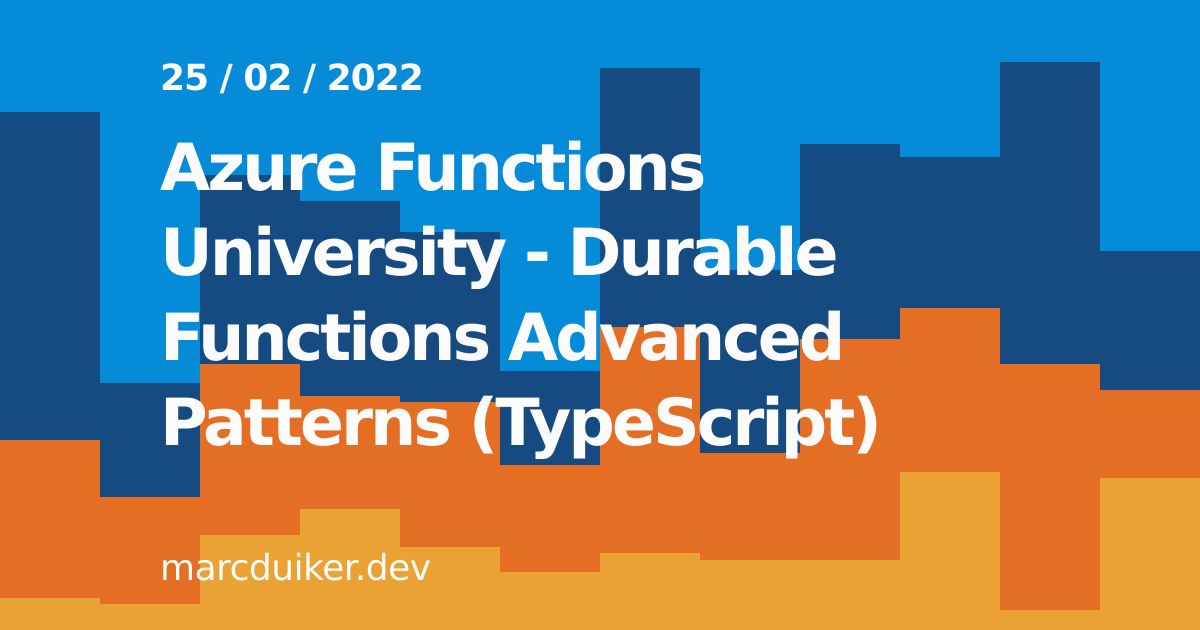 25 / 02 / 2022
Azure Functions
University - Durable
Functions Advanced
Patterns (TypeScript)
marcduiker.dev